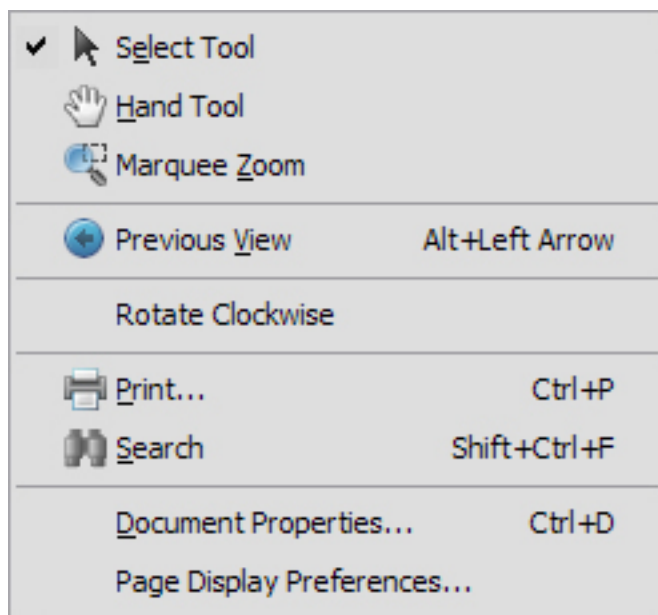 Select Tool
Hand Tool
Marquee Zoom
Previous View Alt+Left Arrow
Rotate Clockwise
Print... Ctrl+P
Search Shift+Ctrl+F
Document Properties... Ctrl+D
Page Display Preferences...